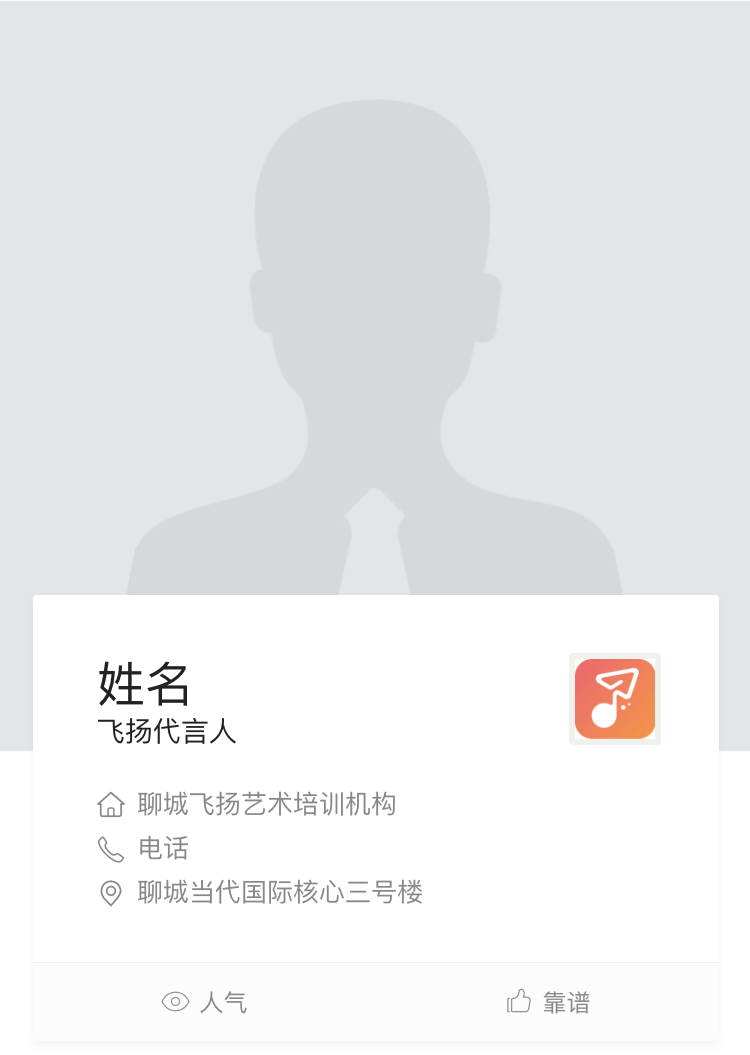 姓名
飞扬代言人
聊城飞扬艺术培训机构
电话
聊城当代国际核心三号楼
人气
靠谱